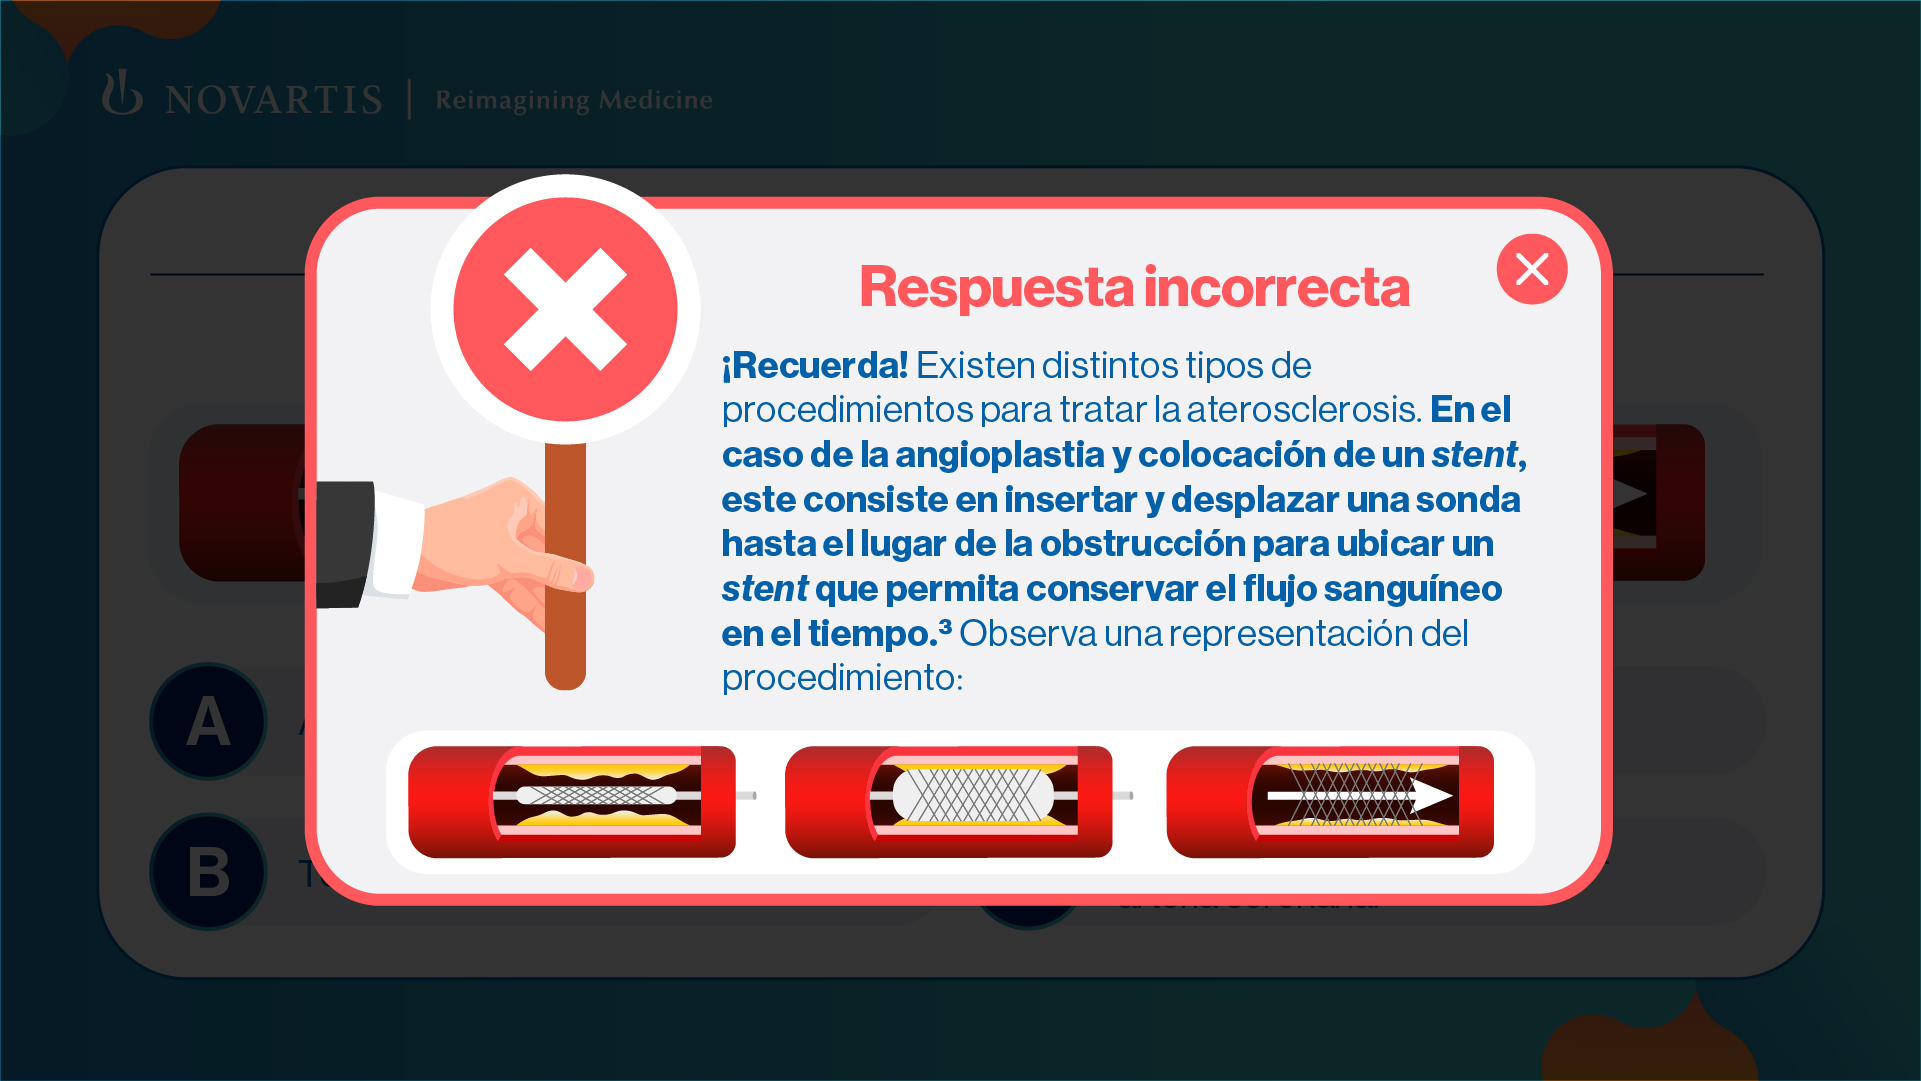 NOVARTIS | Reimagining Medicine
Respuesta incorrecta
¡Recuerda! Existen distintos tipos de
procedimientos para tratar la aterosclerosis. En el
caso de la angioplastia y colocación de un stent,
este consiste en insertar y desplazar una sonda
hasta el lugar de la obstrucción para ubicar un
stent que permita conservar el flujo sanguíneo
en el tiempo.³ Observa una representación del
procedimiento:
A
B